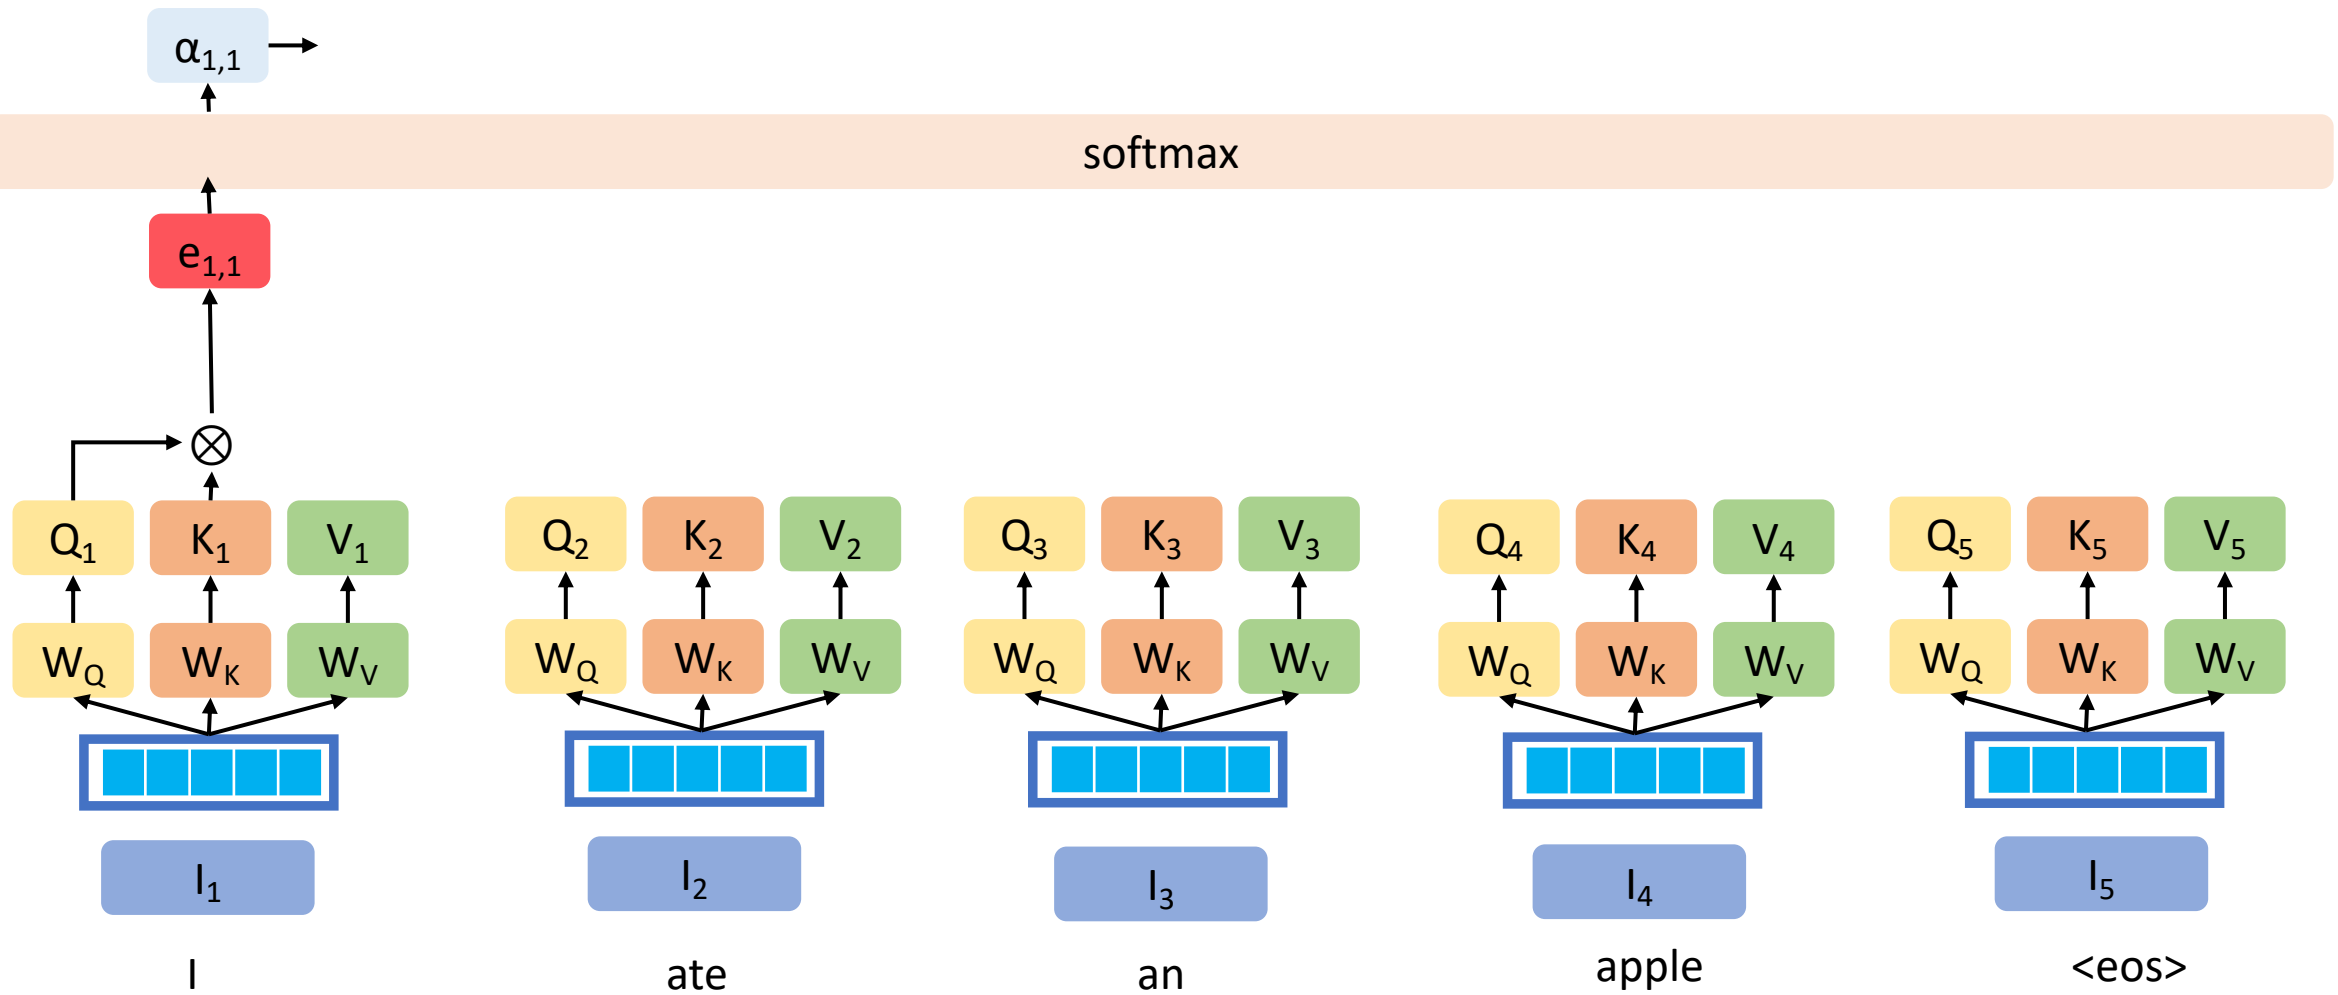 α1,1
softmax
e1,1
Q1 K1 V1 Q2 K2 V2 Q3 K3 V3 Q4 K4 V4 Q5 K5 V5
WQ WK WV WQ WK WV WQ WK WV WQ WK WV WQ WK WV
I1 I2 I3 I4 I5
I ate an apple <eos>